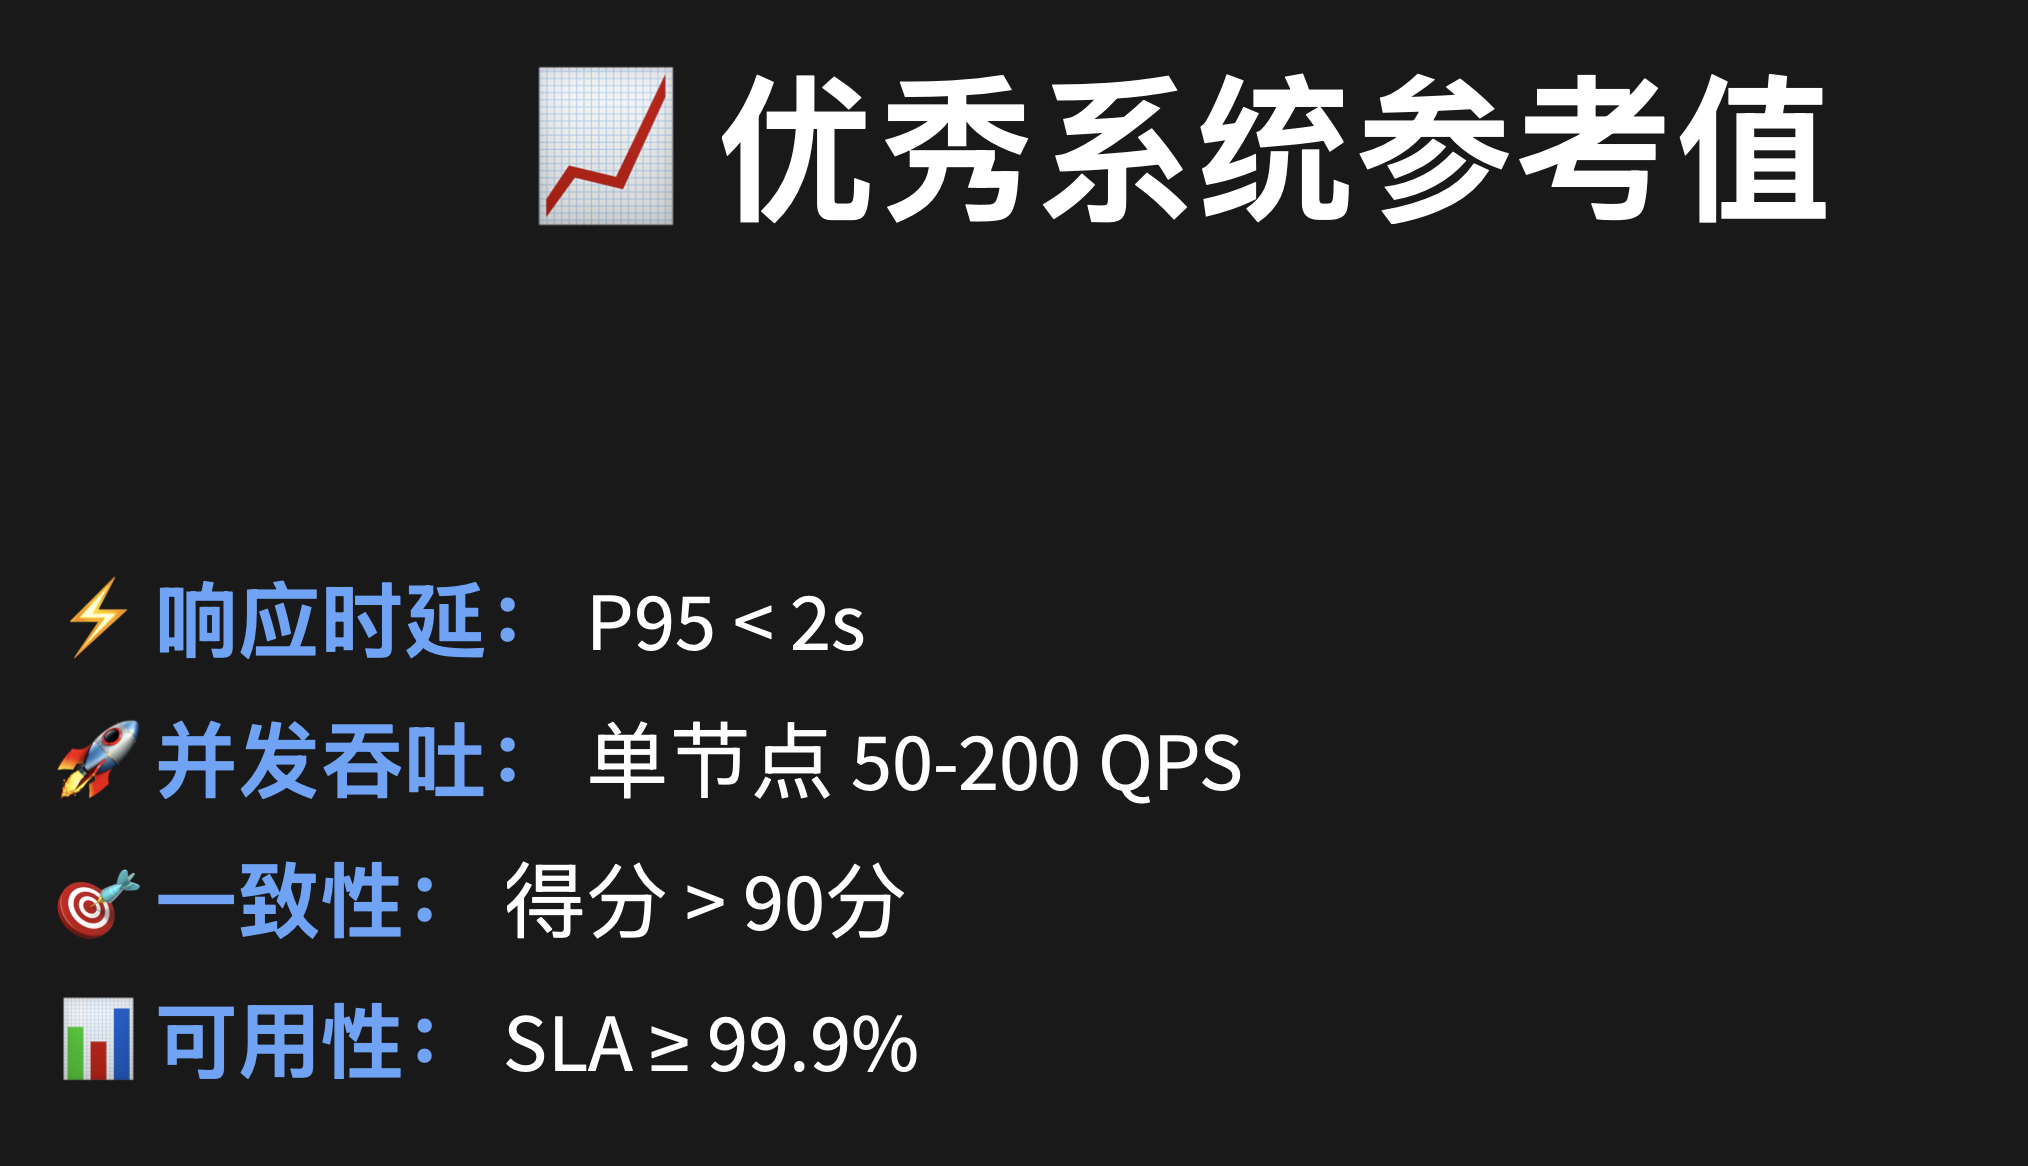 📈 优秀系统参考值
⚡ 响应时延： P95 < 2s
🚀 并发吞吐： 单节点 50-200 QPS
🎯 一致性： 得分 > 90分
📊 可用性： SLA ≥ 99.9%